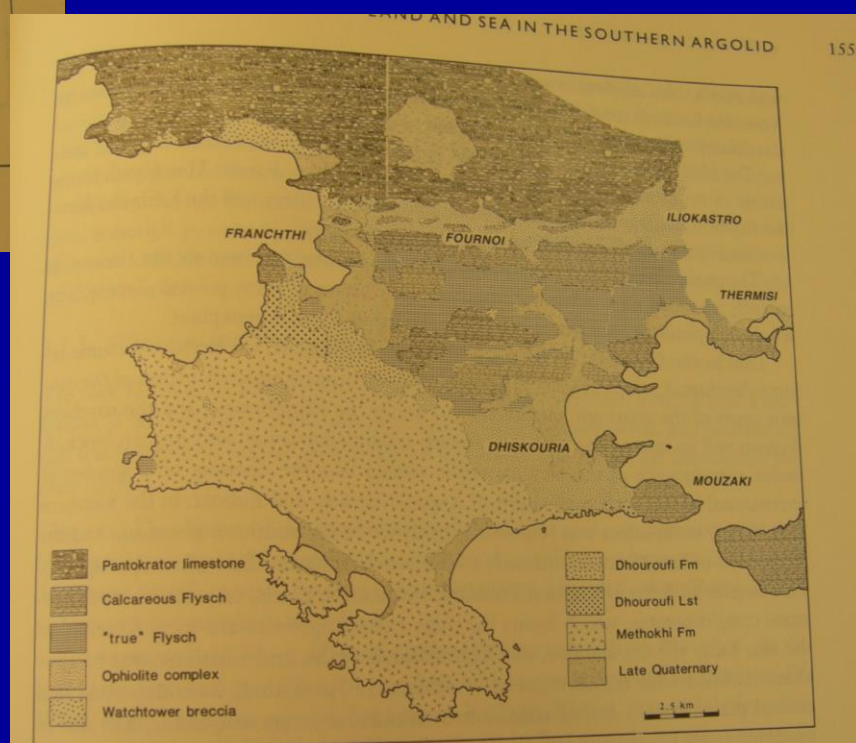 LAND AND SEA IN THE SOUTHERN ARGOLID
155
ILIOKASTRO
FRANCHTHI
FOURNOI
THERMISI
DHISKOURIA
MOUZAKI
Pantokrator limestone
Calcareous Flysch
"true" Flysch
Ophiolite complex
Watchtower breccia
Dhouroufi Fm
Dhouroufi Lst
Methokhi Fm
Late Quaternary
2.5 km